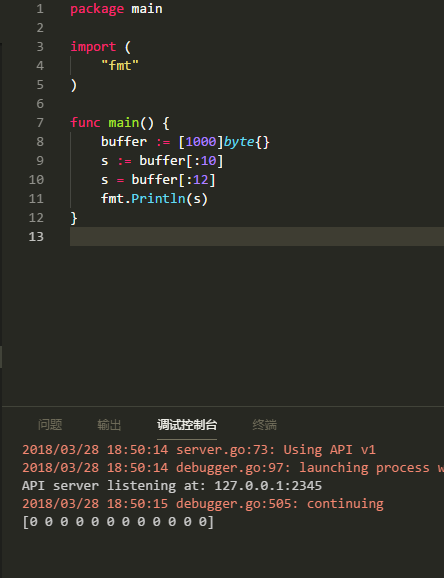 1 package main
2
3 import (
4     "fmt"
5 )
6
7 func main() {
8     buffer := [1000]byte{}
9     s := buffer[:10]
10     s = buffer[:12]
11     fmt.Println(s)
12 }
13
问题 输出 调试控制台 终端
2018/03/28 18:50:14 server.go:73: Using API v1
2018/03/28 18:50:14 debugger.go:97: launching process w
API server listening at: 127.0.0.1:2345
2018/03/28 18:50:15 debugger.go:505: continuing
[0 0 0 0 0 0 0 0 0 0 0 0]